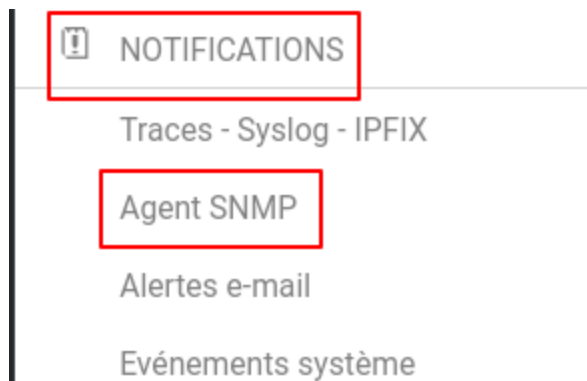 NOTIFICATIONS
Traces - Syslog - IPFIX
Agent SNMP
Alertes e-mail
Evénements système